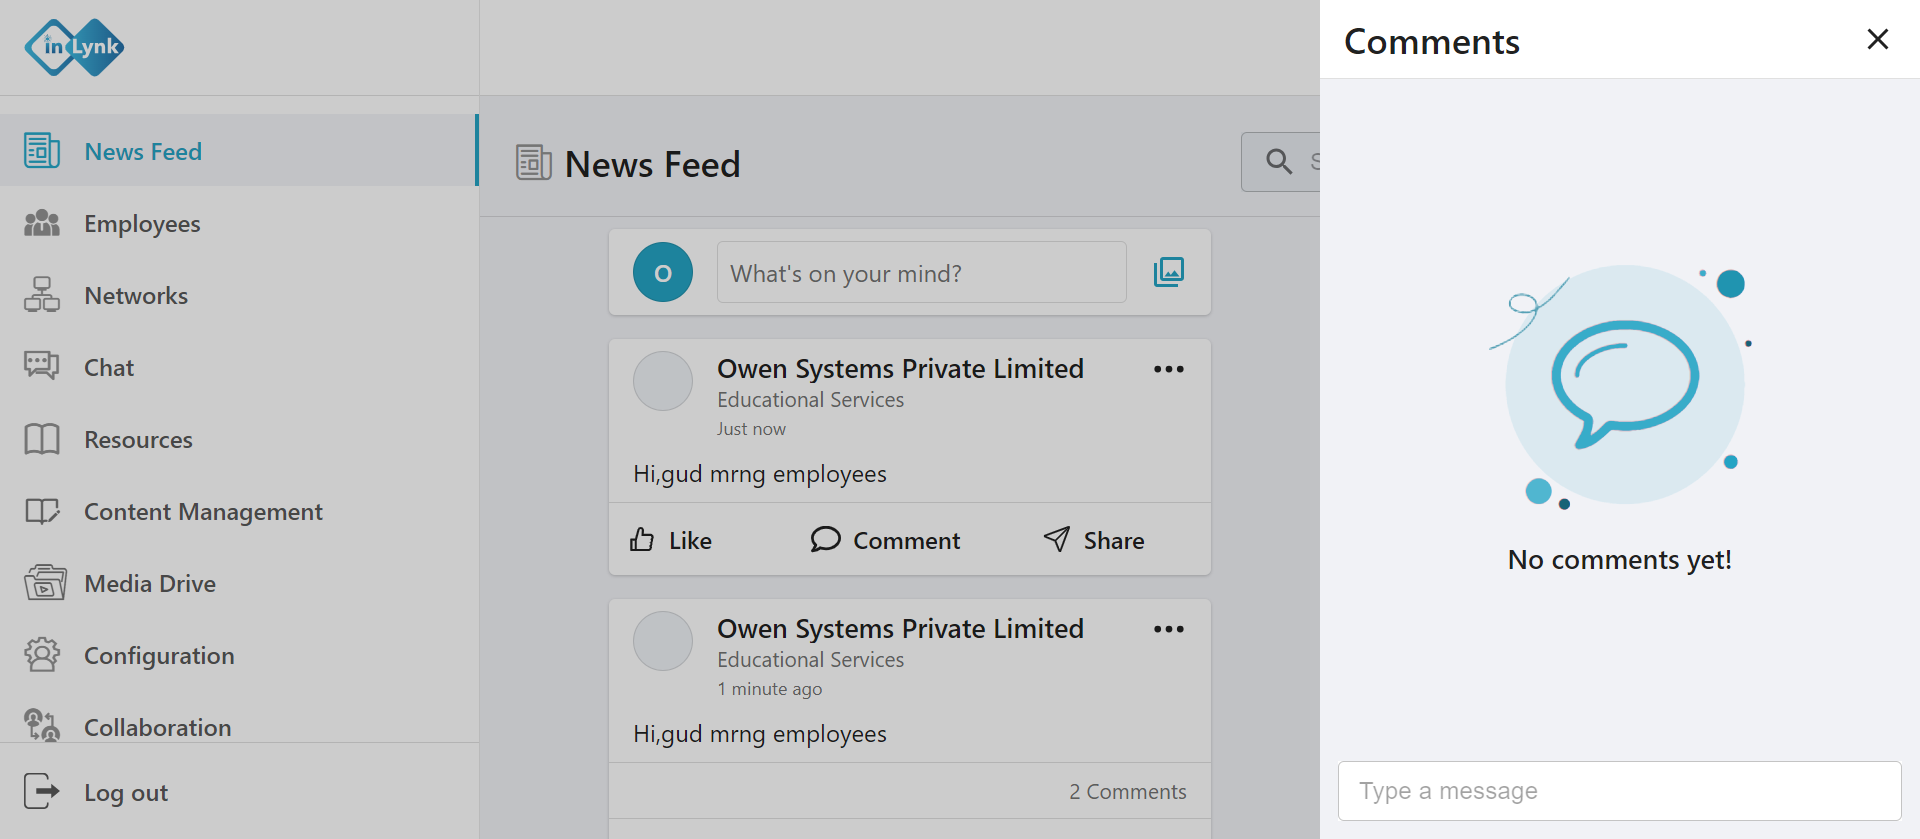 in Lynk
News Feed
Employees
Networks
Chat
Resources
Content Management
Media Drive
Configuration
Collaboration
Log out
News Feed
O
What's on your mind?
Owen Systems Private Limited
Educational Services
Just now
Hi,gud mrng employees
Like Comment Share
Owen Systems Private Limited
Educational Services
1 minute ago
Hi,gud mrng employees
2 Comments
Comments
No comments yet!
Type a message